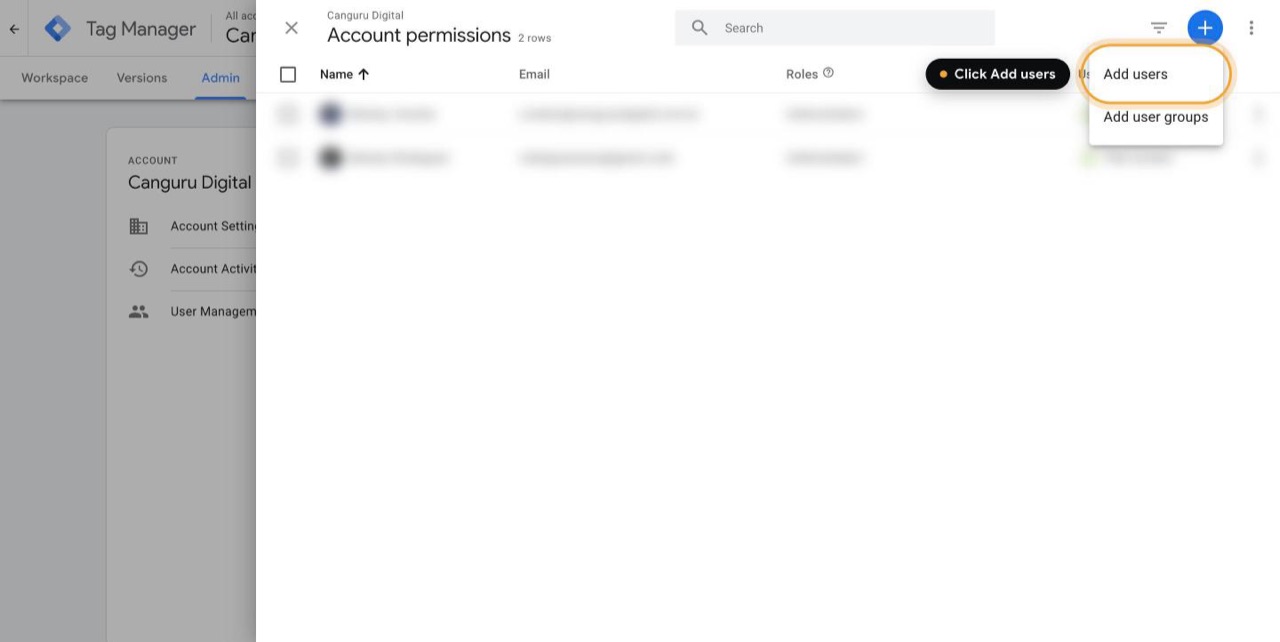 Tag Manager
All acc
Car
Workspace
Versions
Admin
ACCOUNT
Canguru Digital
Account Settin
Account Activit
User Managem
Canguru Digital
Account permissions 2 rows
Search
Name
Email
Roles
Click Add users
Us
Add users
Add user groups